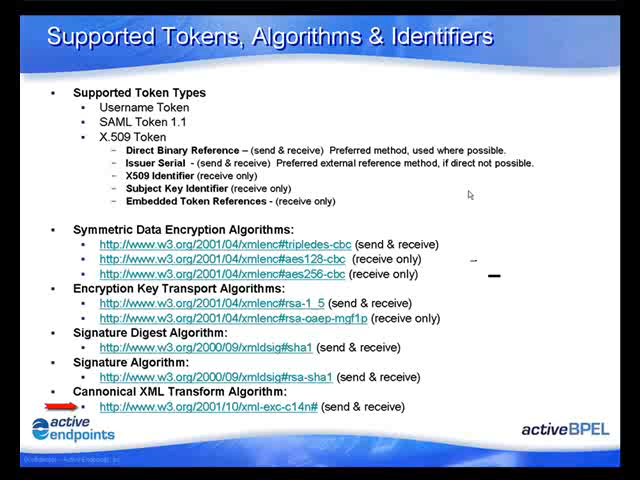 Supported Tokens, Algorithms & Identifiers
Supported Token Types
Username Token
SAML Token 1.1
X.509 Token
Direct Binary Reference – (send & receive) Preferred method, used where possible.
Issuer Serial - (send & receive) Preferred external reference method, if direct not possible.
X509 Identifier (receive only)
Subject Key Identifier (receive only)
Embedded Token References - (receive only)
Symmetric Data Encryption Algorithms:
http://www.w3.org/2001/04/xmlenc#tripledes-cbc (send & receive)
http://www.w3.org/2001/04/xmlenc#aes128-cbc (receive only)
http://www.w3.org/2001/04/xmlenc#aes256-cbc (receive only)
Encryption Key Transport Algorithms:
http://www.w3.org/2001/04/xmlenc#rsa-1_5 (send & receive)
http://www.w3.org/2001/04/xmlenc#rsa-oaep-mgf1p (receive only)
Signature Digest Algorithm:
http://www.w3.org/2000/09/xmldsig#sha1 (send & receive)
Signature Algorithm:
http://www.w3.org/2000/09/xmldsig#rsa-sha1 (send & receive)
Cannonical XML Transform Algorithm:
http://www.w3.org/2001/10/xml-exc-c14n# (send & receive)
active
endpoints
activeBPEL
Active Endpoints